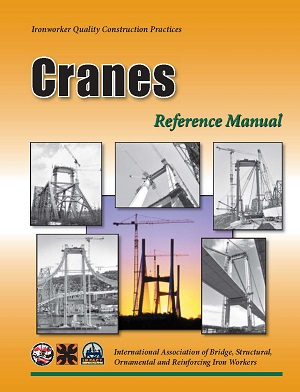 Ironworker Quality Construction Practices
Cranes
Reference Manual
International Association of Bridge, Structural,
Ornamental and Reinforcing Iron Workers